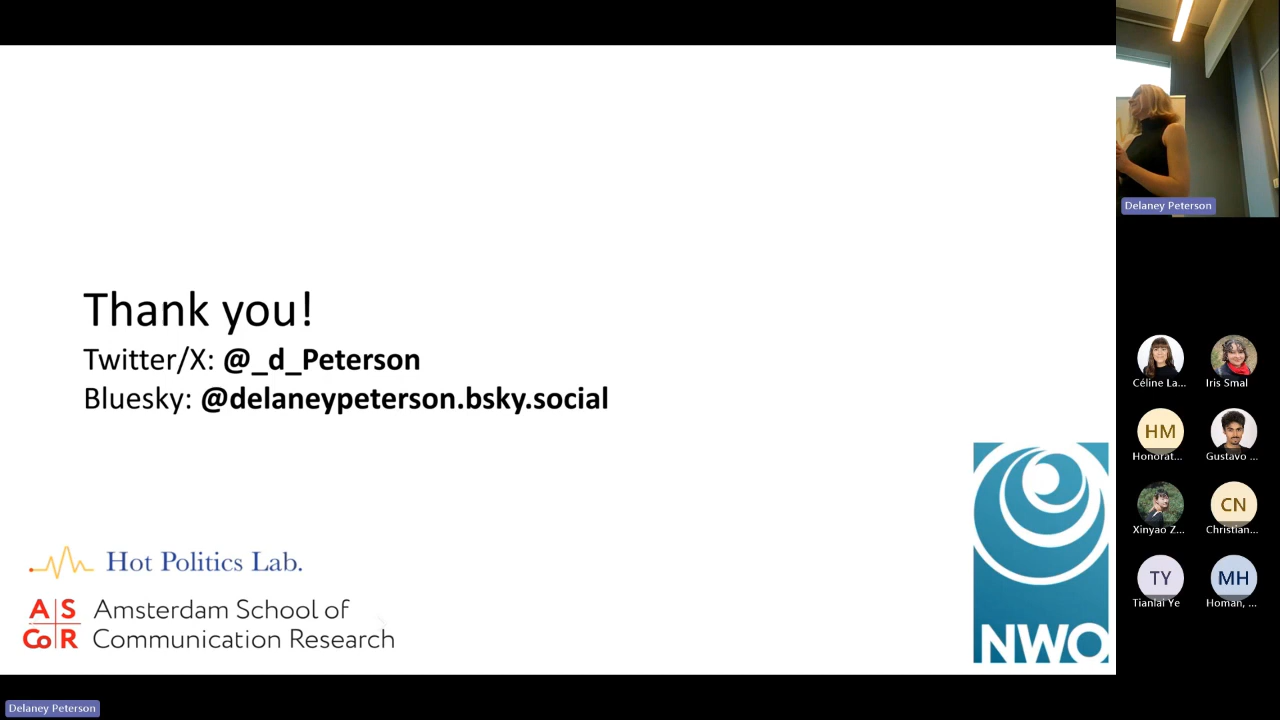 Thank you!
Twitter/X: @_d_Peterson
Bluesky: @delaneypeterson.bsky.social
Hot Politics Lab.
A S
Co R
Amsterdam School of
Communication Research
NWO
Delaney Peterson
Delaney Peterson
Céline La...
Iris Smal
HM
Honorat...
Gustavo ...
Xinyao Z...
CN
Christian...
TY
Tianlai Ye
MH
Homan, ...